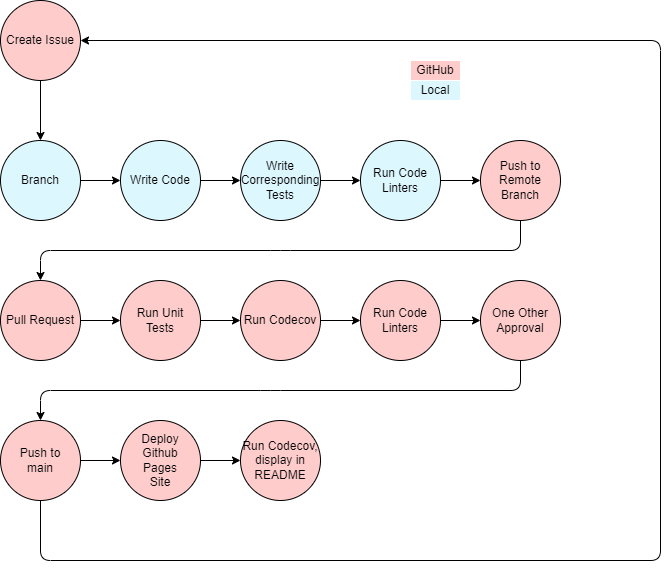 Create Issue
GitHub
Local
Branch
Write Code
Write
Corresponding
Tests
Run Code
Linters
Push to
Remote
Branch
Pull Request
Run Unit
Tests
Run Codecov
Run Code
Linters
One Other
Approval
Push to
main
Deploy
Github
Pages
Site
Run Codecov,
display in
README